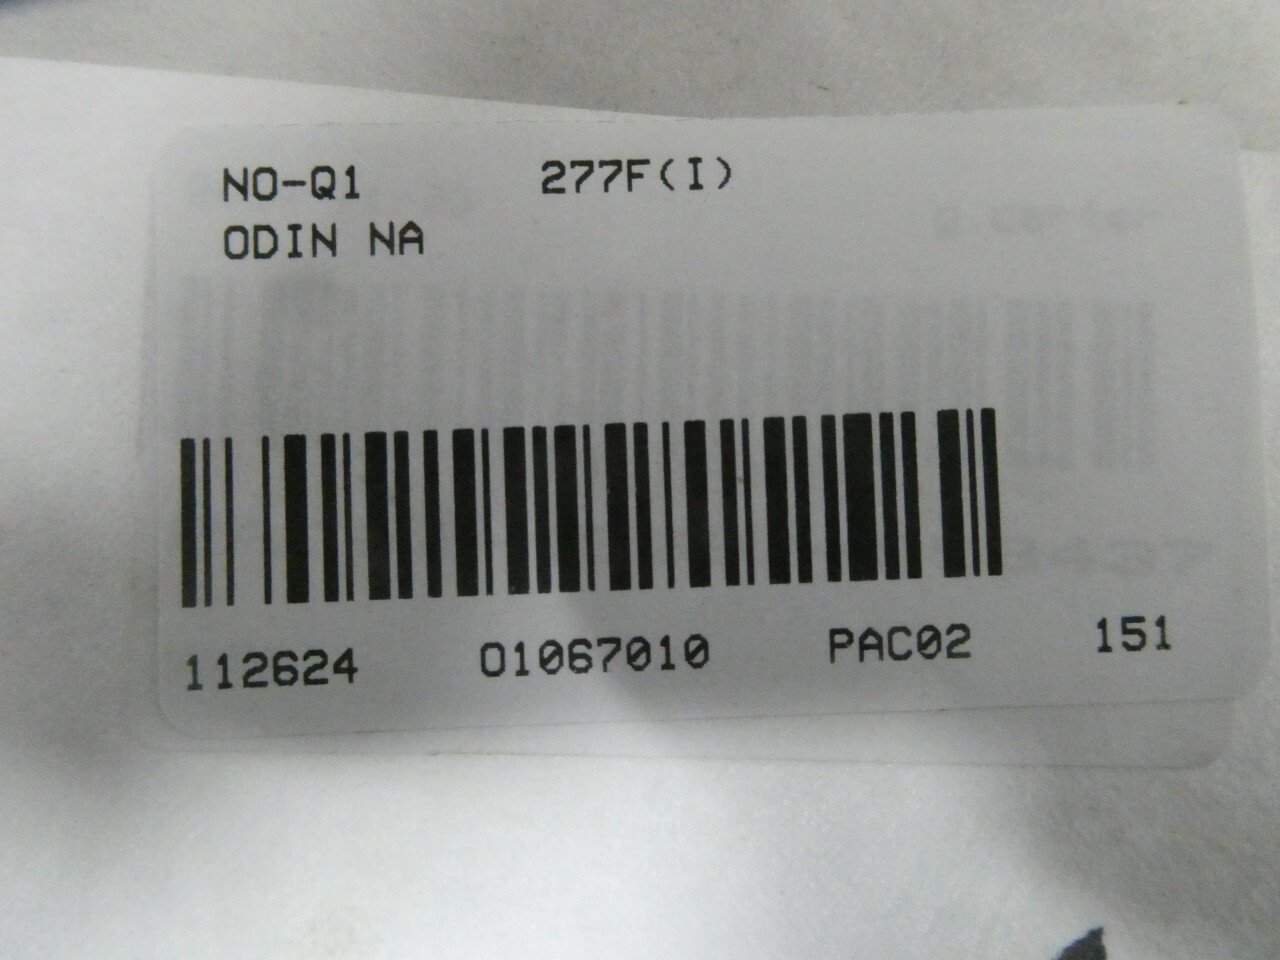 NO-Q1 277F(I)
ODIN NA
112624 01067010 PAC02 151